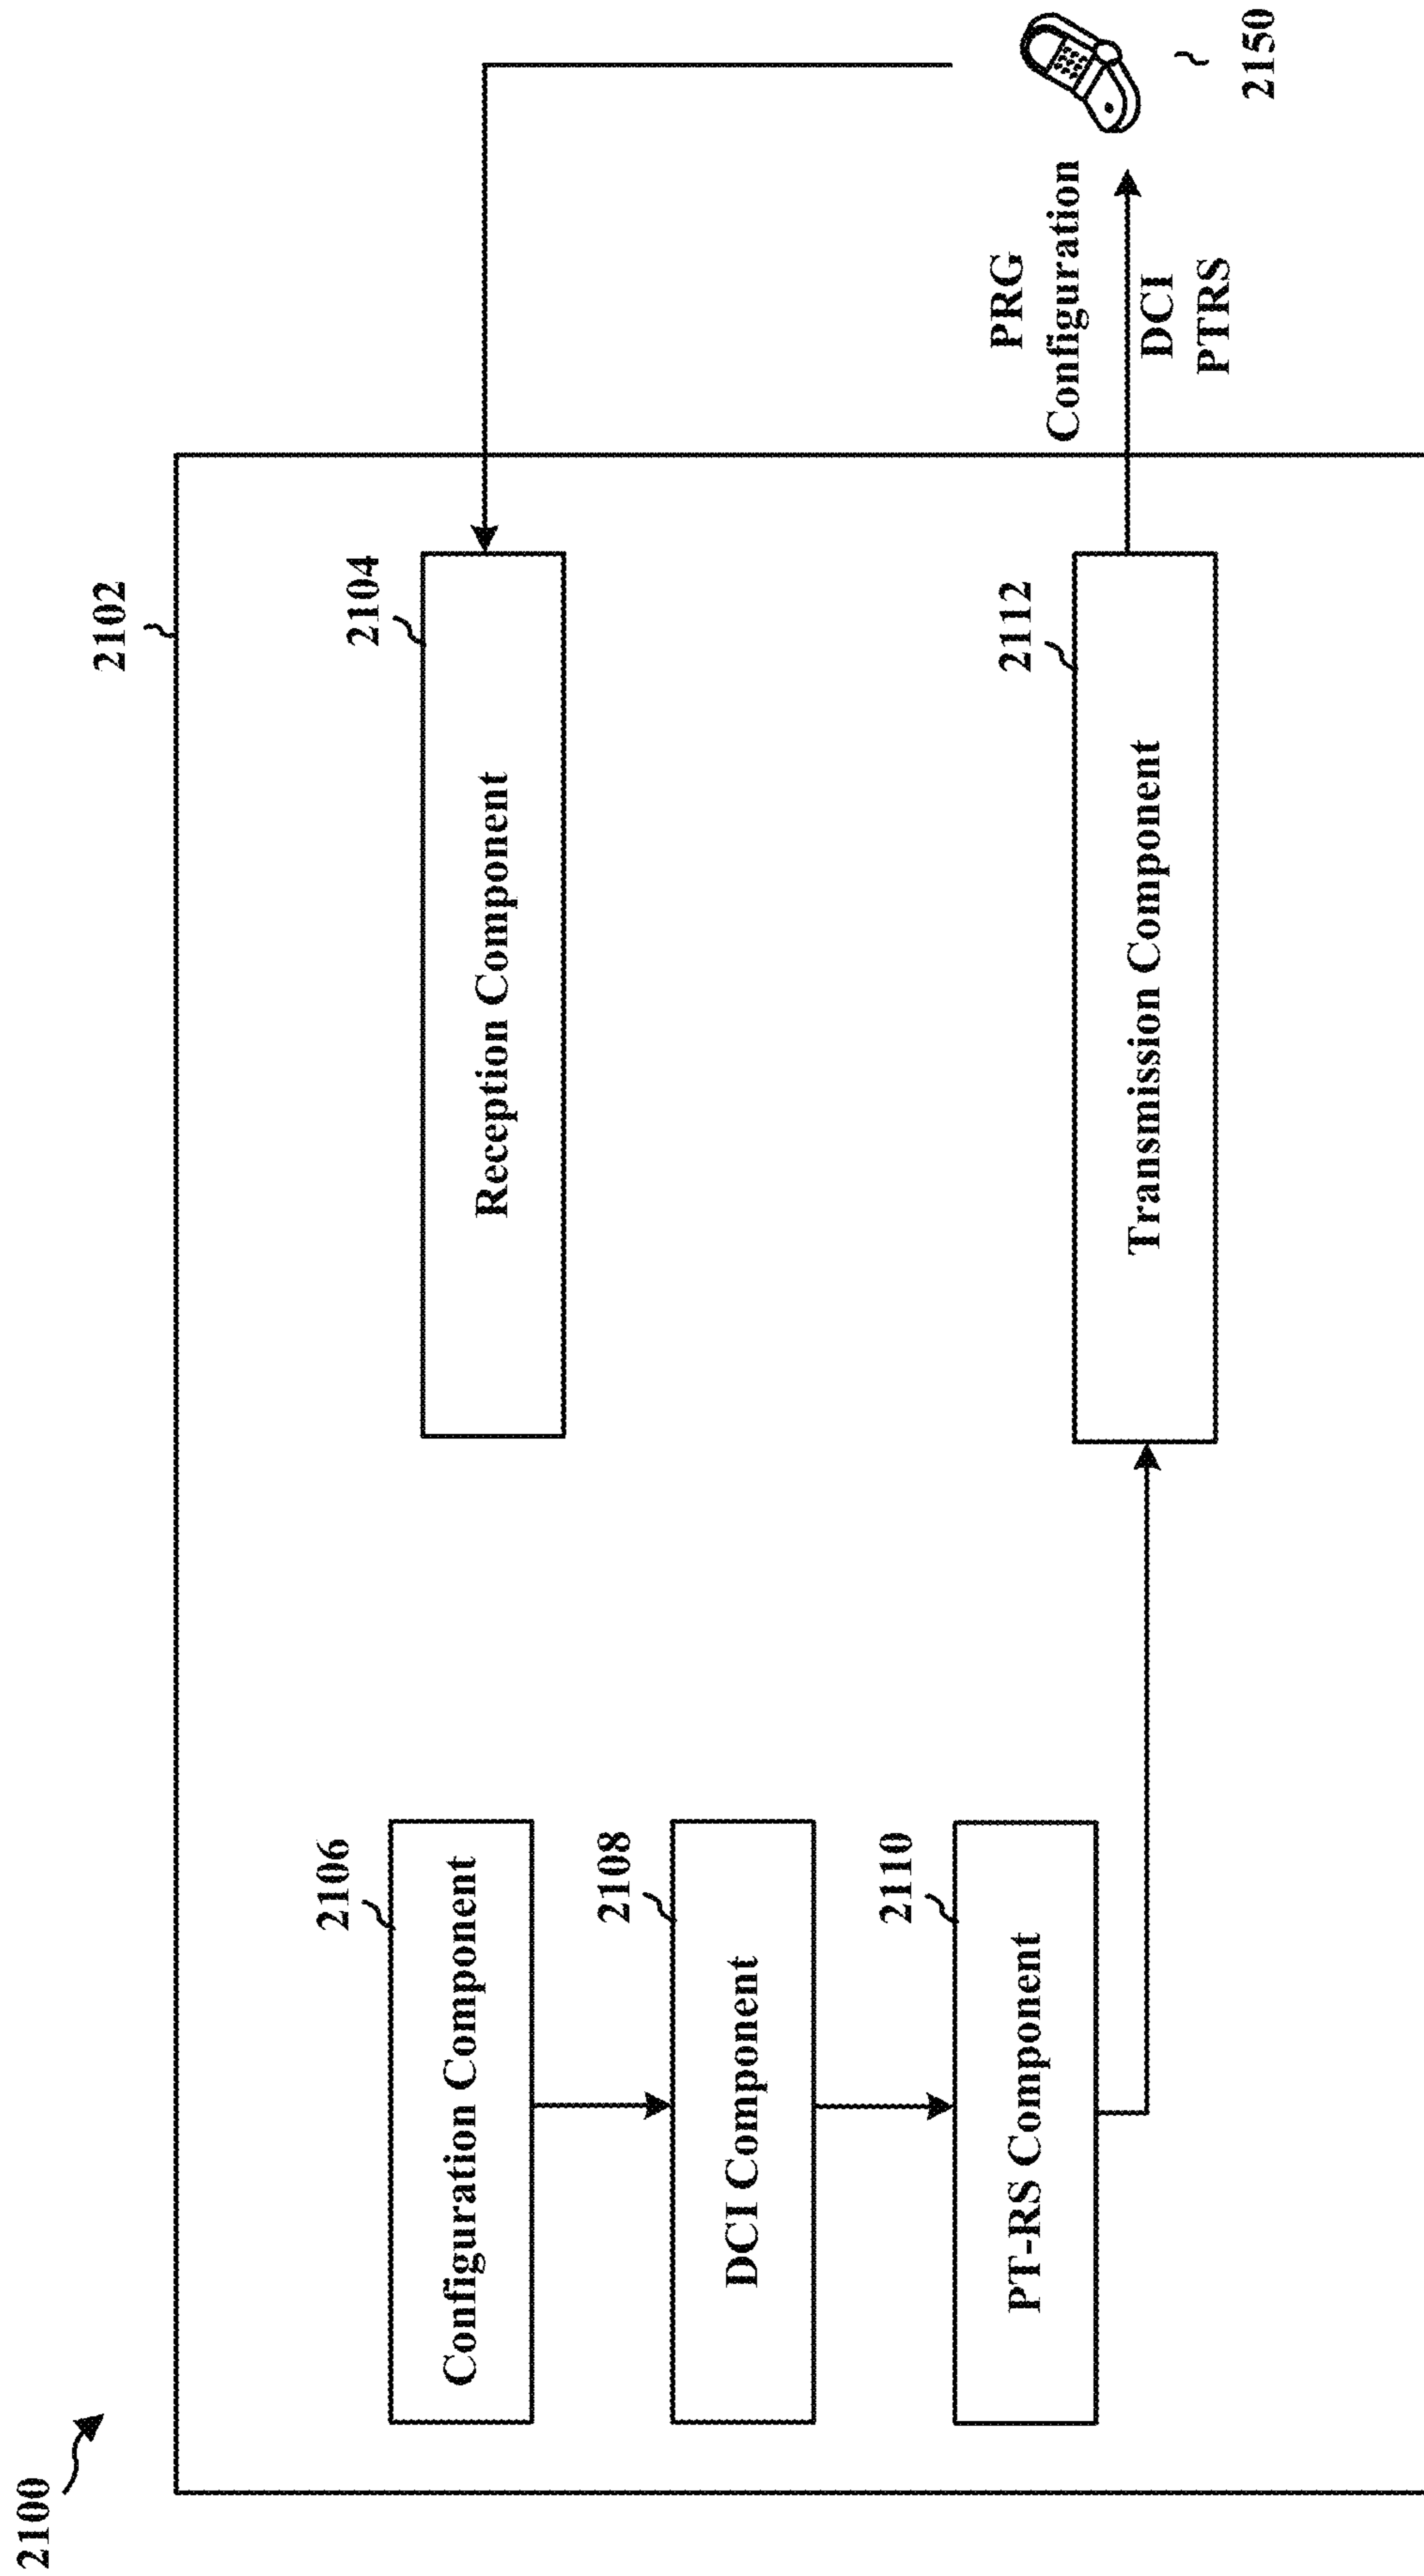 2100
2102
2106
Configuration Component
2104
Reception Component
2108
DCI Component
2110
PT-RS Component
2112
Transmission Component
PRG
Configuration
DCI
PTRS
2150